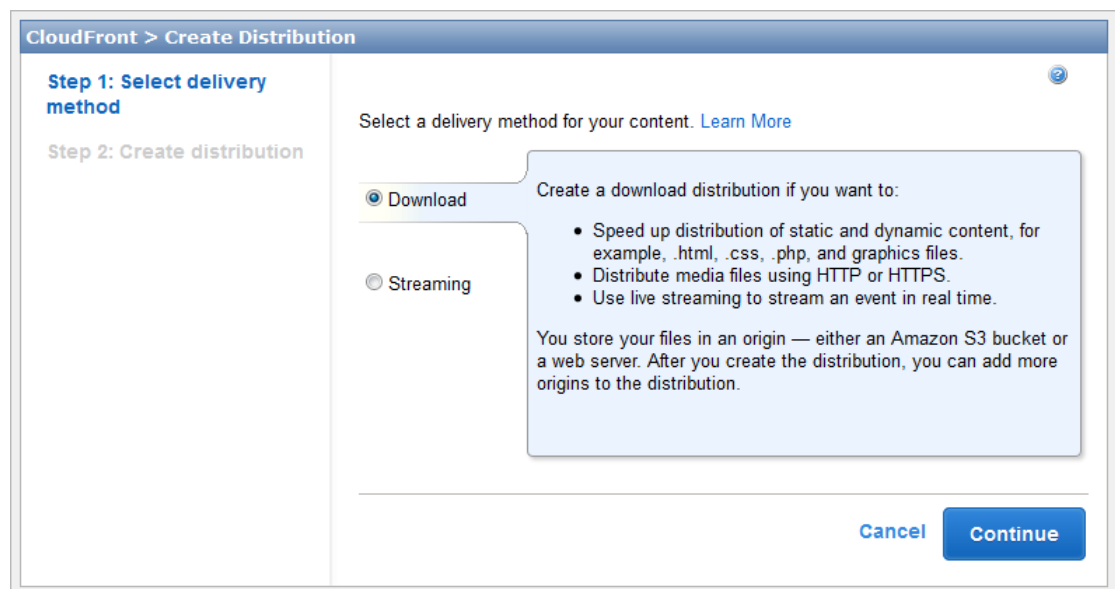 CloudFront > Create Distribution
Step 1: Select delivery
method
Step 2: Create distribution
Select a delivery method for your content. Learn More
Download
Streaming
Create a download distribution if you want to:
• Speed up distribution of static and dynamic content, for
example, .html, .css, .php, and graphics files.
• Distribute media files using HTTP or HTTPS.
• Use live streaming to stream an event in real time.
You store your files in an origin — either an Amazon S3 bucket or
a web server. After you create the distribution, you can add more
origins to the distribution.
Cancel
Continue